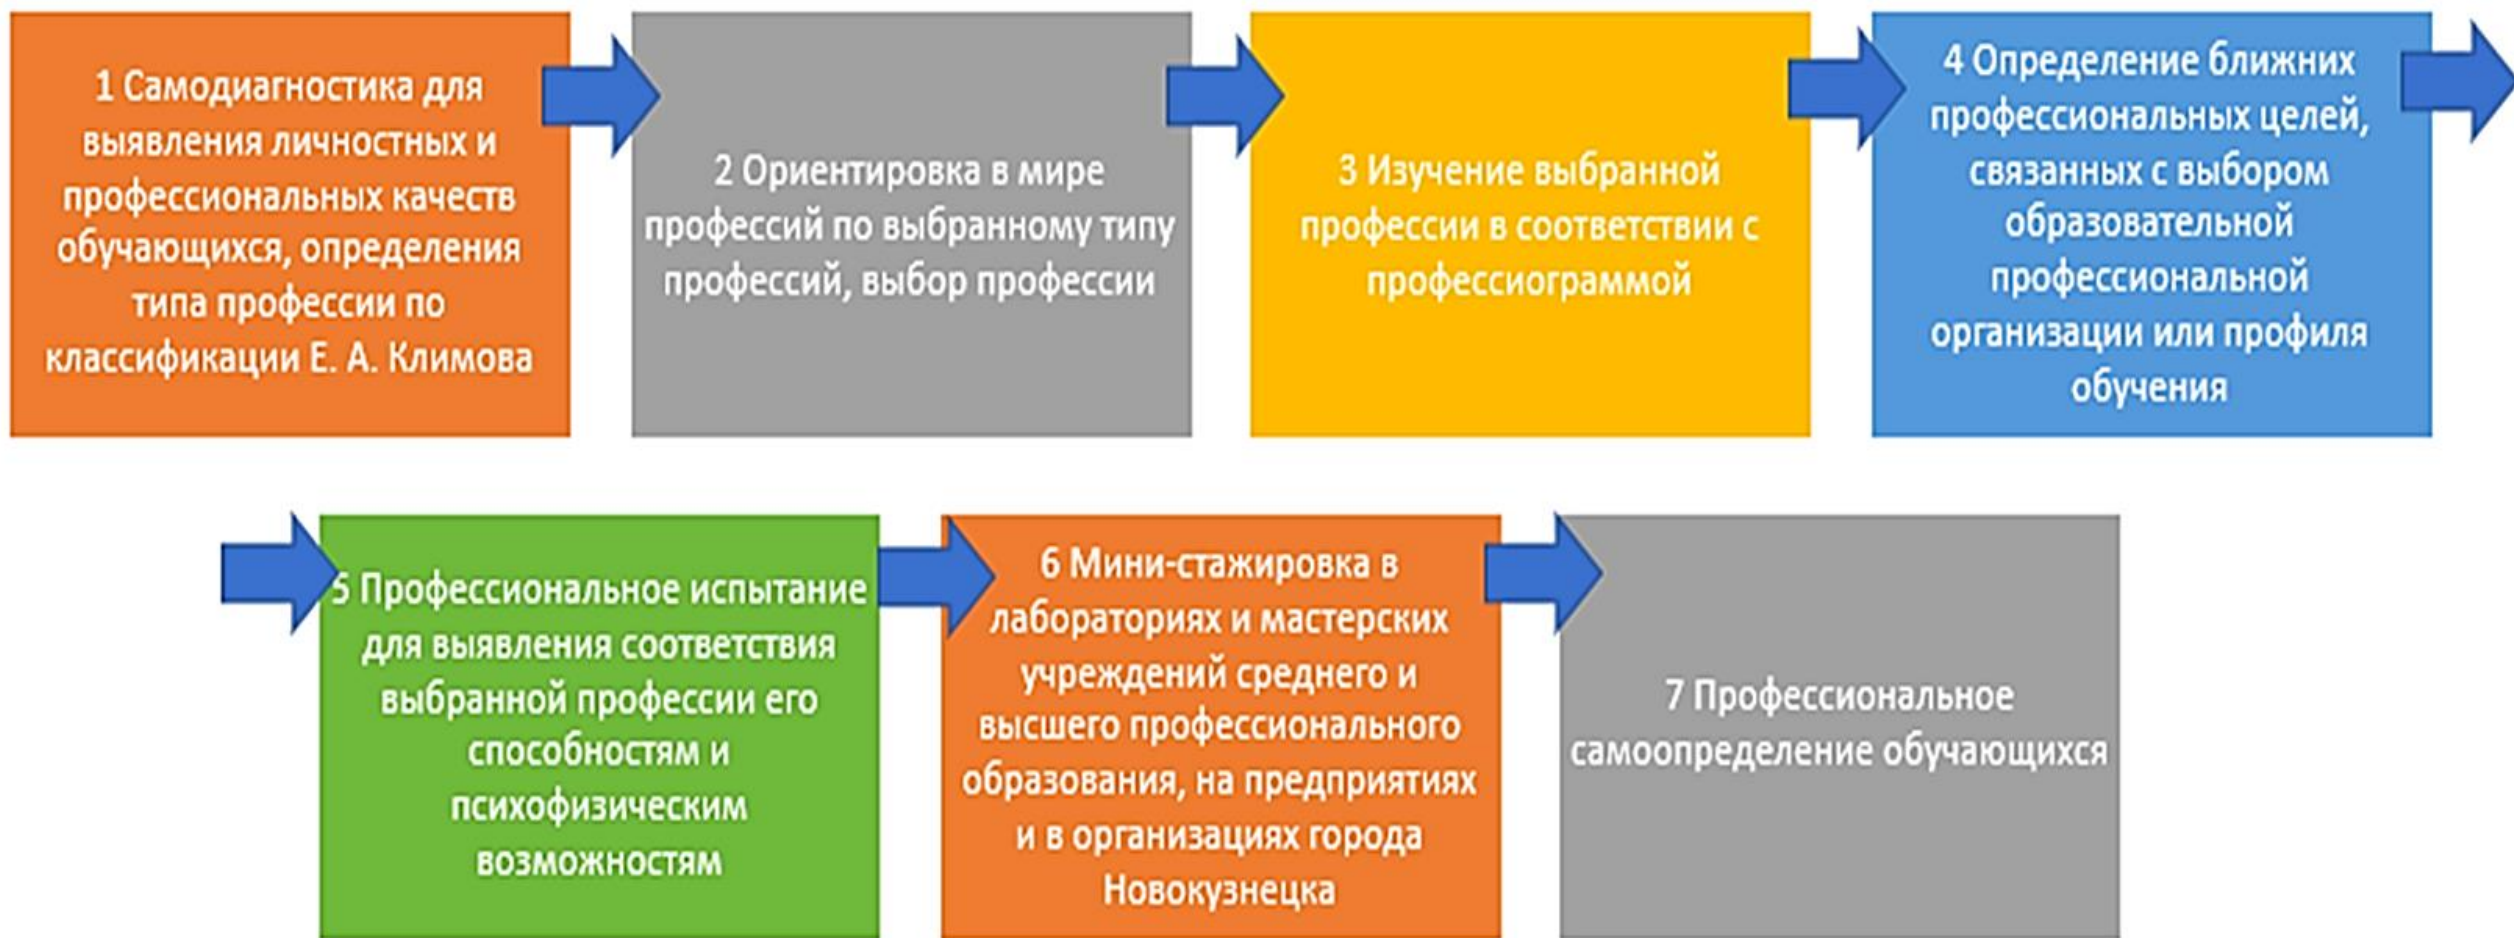 1 Самодиагностика для
выявления личностных и
профессиональных качеств
обучающихся, определения
типа профессии по
классификации Е. А. Климова
2 Ориентировка в мире
профессий по выбранному типу
профессий, выбор профессии
3 Изучение выбранной
профессии в соответствии с
профессиограммой
4 Определение ближних
профессиональных целей,
связанных с выбором
образовательной
профессиональной
организации или профиля
обучения
5 Профессиональное испытание
для выявления соответствия
выбранной профессии его
способностям и
психофизическим
возможностям
6 Мини-стажировка в
лабораториях и мастерских
учреждений среднего и
высшего профессионального
образования, на предприятиях
и в организациях города
Новокузнецка
7 Профессиональное
самоопределение обучающихся